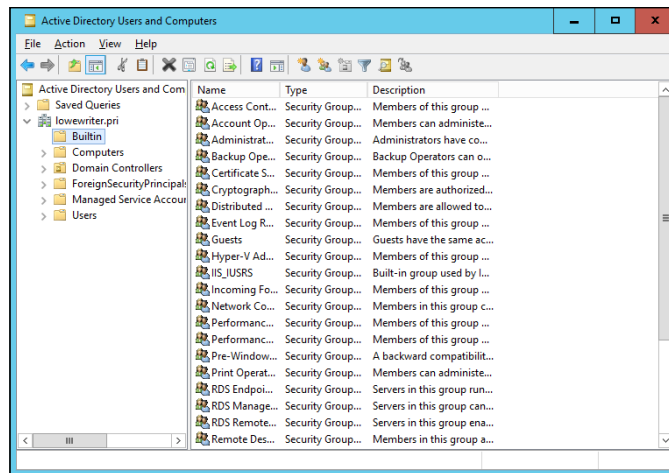 Active Directory Users and Computers
File Action View Help
Active Directory Users and Com
Saved Queries
lowewriter.pri
Builtin
Computers
Domain Controllers
ForeignSecurityPrincipals
Managed Service Accour
Users
Name Type Description
Access Cont... Security Group... Members of this group ...
Account Op... Security Group... Members can administe...
Administrat... Security Group... Administrators have co...
Backup Ope... Security Group... Backup Operators can o...
Certificate S... Security Group... Members of this group ...
Cryptograph... Security Group... Members are authorized...
Distributed ... Security Group... Members are allowed to...
Event Log R... Security Group... Members of this group ...
Guests Security Group... Guests have the same ac...
Hyper-V Ad... Security Group... Members of this group ...
IIS_IUSRS Security Group... Built-in group used by I...
Incoming Fo... Security Group... Members of this group ...
Network Co... Security Group... Members in this group c...
Performanc... Security Group... Members of this group ...
Performanc... Security Group... Members of this group ...
Pre-Window... Security Group... A backward compatibilit...
Print Operat... Security Group... Members can administe...
RDS Endpoi... Security Group... Servers in this group run...
RDS Manage... Security Group... Servers in this group can...
RDS Remote... Security Group... Servers in this group ena...
Remote Des... Security Group... Members in this group a...